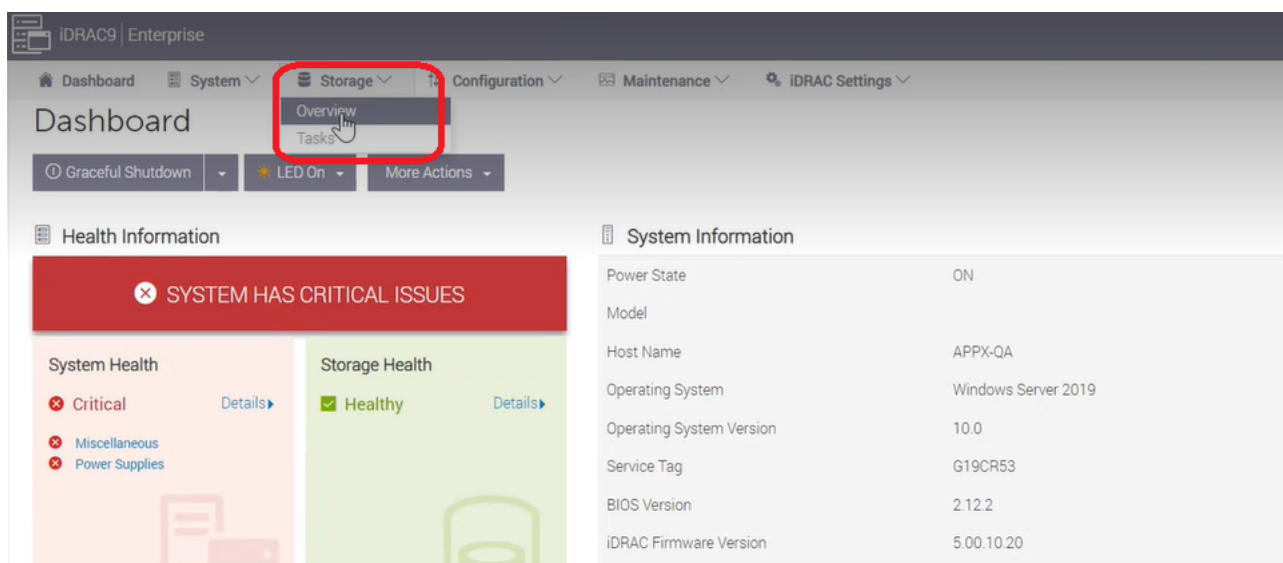 iDRAC9 | Enterprise
Dashboard System Storage Configuration Maintenance iDRAC Settings
Overview
Tasks
Dashboard
Graceful Shutdown LED On More Actions
Health Information
SYSTEM HAS CRITICAL ISSUES
System Health
Critical Details
Miscellaneous
Power Supplies
Storage Health
Healthy Details
System Information
Power State ON
Model
Host Name APPX-QA
Operating System Windows Server 2019
Operating System Version 10.0
Service Tag G19CR53
BIOS Version 2.12.2
iDRAC Firmware Version 5.00.10.20